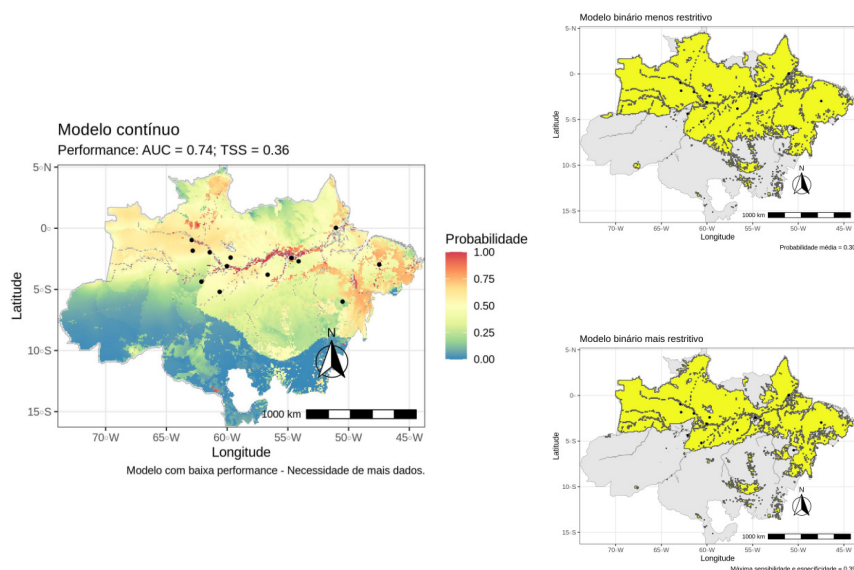 Modelo contínuo
Performance: AUC = 0.74; TSS = 0.36
5°N
0°
5°S
10°S
15°S
Latitude
N
1000 km
70°W
65°W
60°W
55°W
50°W
45°W
Longitude
Modelo com baixa performance - Necessidade de mais dados.
Probabilidade
1.00
0.75
0.50
0.25
0.00
Modelo binário menos restritivo
5°N
0°
5°S
10°S
15°S
Latitude
N
1000 km
70°W
65°W
60°W
55°W
50°W
45°W
Longitude
Probabilidade média = 0.30
Modelo binário mais restritivo
5°N
0°
5°S
10°S
15°S
Latitude
N
1000 km
70°W
65°W
60°W
55°W
50°W
45°W
Longitude
Máxima sensibilidade e especificidade =